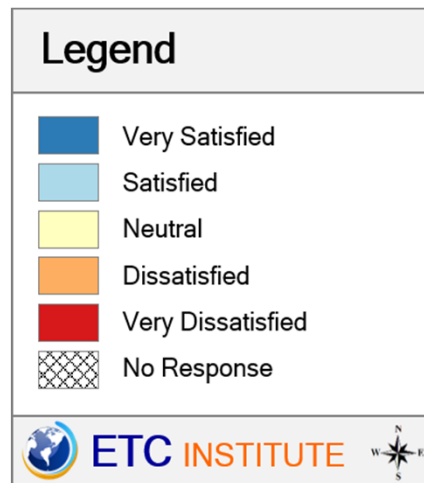 Legend
Very Satisfied
Satisfied
Neutral
Dissatisfied
Very Dissatisfied
No Response
N
ETC INSTITUTE W E
S